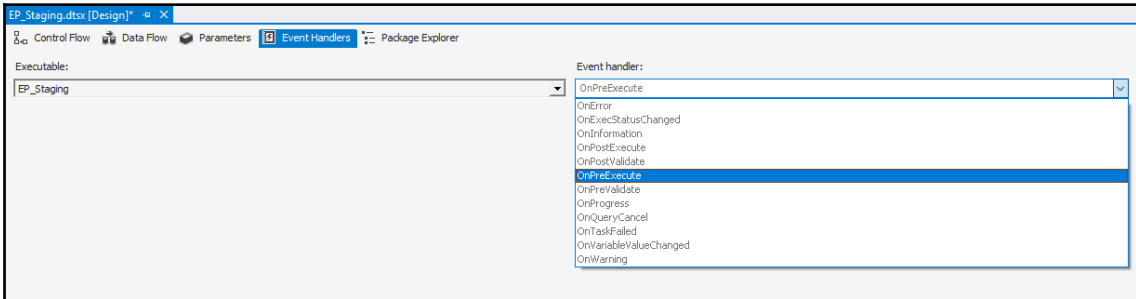 EP_Staging.dtsx [Design]*
Control Flow Data Flow Parameters Event Handlers Package Explorer
Executable: Event handler:
EP_Staging OnPreExecute
OnError
OnExecStatusChanged
OnInformation
OnPostExecute
OnPostValidate
OnPreExecute
OnPreValidate
OnProgress
OnQueryCancel
OnTaskFailed
OnVariableValueChanged
OnWarning